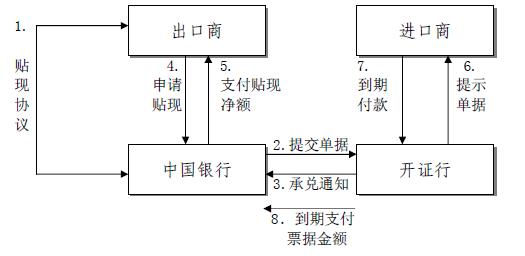 1.
贴
现
协
议
出口商
进口商
4.
申请
贴现
5.
支付贴现
净额
7.
到期
付款
6.
提示
单据
中国银行
2.提交单据
3.承兑通知
开证行
8. 到期支付
票据金额